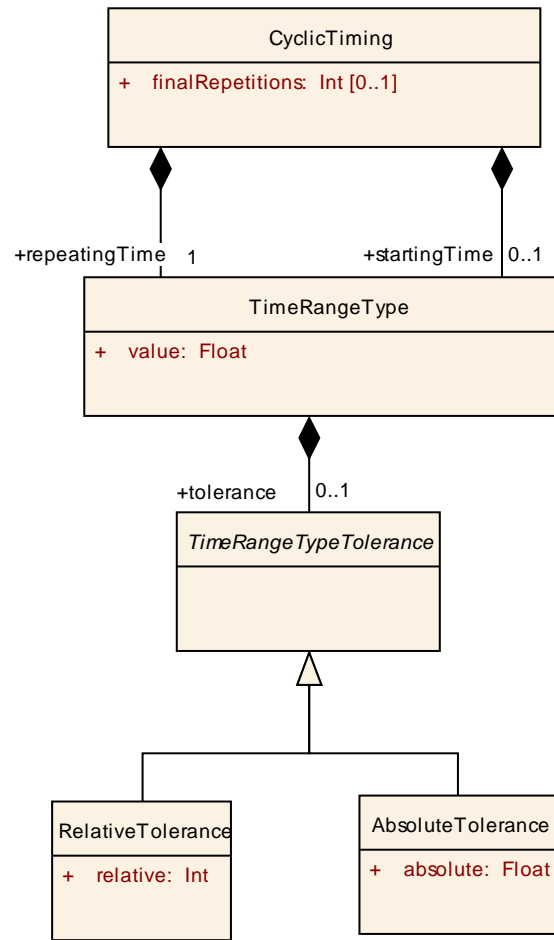 CyclicTiming
+ finalRepetitions: Int [0..1]
+repeatingTime 1
+startingTime 0..1
TimeRangeType
+ value: Float
+tolerance 0..1
TimeRangeTypeTolerance
RelativeTolerance
+ relative: Int
AbsoluteTolerance
+ absolute: Float